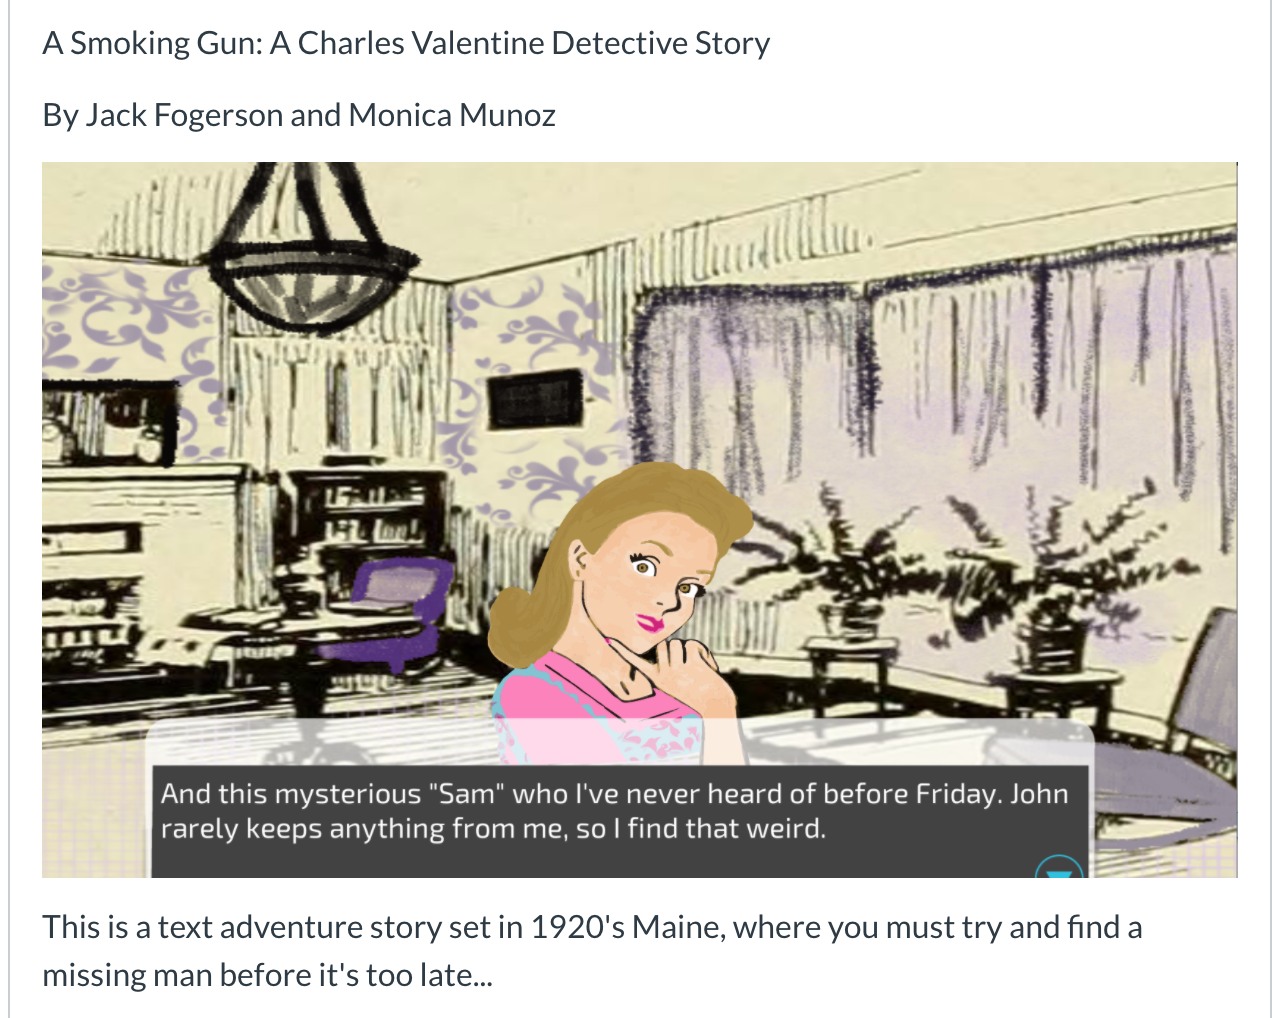 A Smoking Gun: A Charles Valentine Detective Story
By Jack Fogerson and Monica Munoz
And this mysterious "Sam" who I've never heard of before Friday. John
rarely keeps anything from me, so I find that weird.
This is a text adventure story set in 1920's Maine, where you must try and find a
missing man before it's too late...